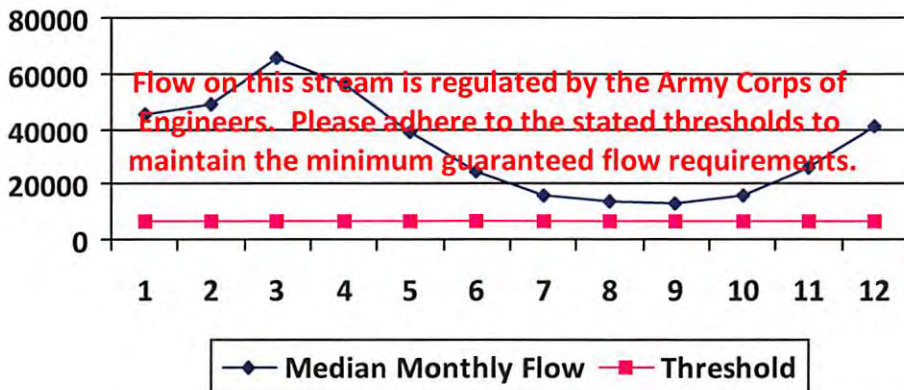 80000
60000
40000
20000
0
Flow on this stream is regulated by the Army Corps of
Engineers. Please adhere to the stated thresholds to
maintain the minimum guaranteed flow requirements.
1 2 3 4 5 6 7 8 9 10 11 12
Median Monthly Flow Threshold